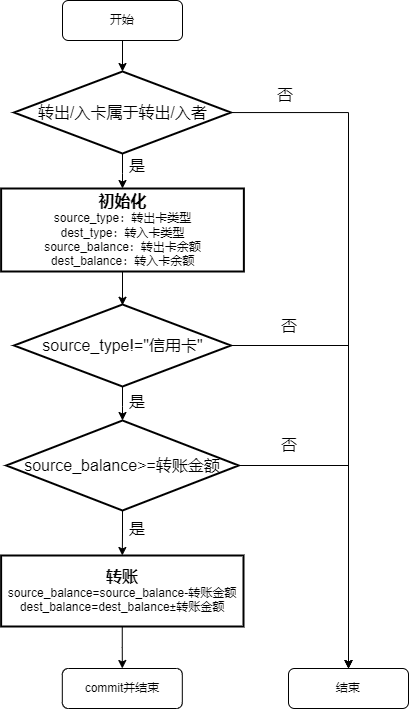 开始
转出/入卡属于转出/入者
否
是
初始化
source_type：转出卡类型
dest_type：转入卡类型
source_balance：转出卡余额
dest_balance：转入卡余额
source_type!="信用卡"
否
是
source_balance>=转账金额
否
是
转账
source_balance=source_balance-转账金额
dest_balance=dest_balance±转账金额
commit并结束
结束